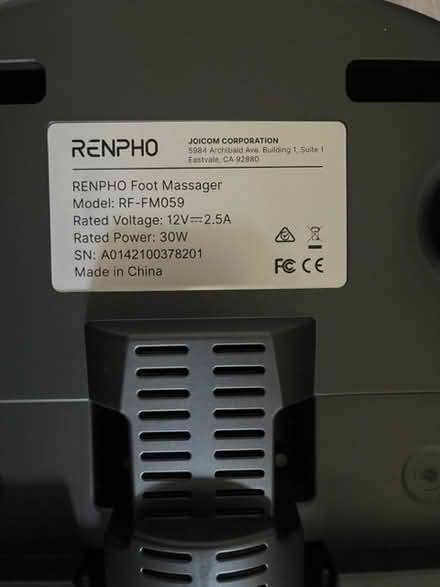 RENPHO
JOICOM CORPORATION
5984 Archibald Ave. Building 1, Suite 1
Eastvale, CA 92880
RENPHO Foot Massager
Model: RF-FM059
Rated Voltage: 12V⎓2.5A
Rated Power: 30W
SN: A0142100378201
Made in China
FC CE